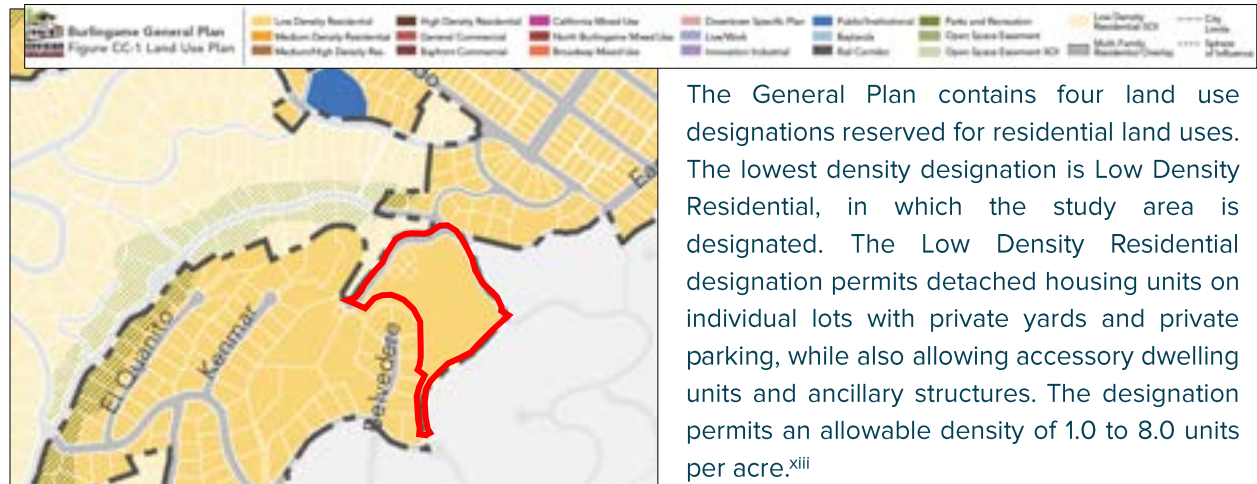 Burlingame General Plan
Figure CC-1 Land Use Plan
Low Density Residential
Medium Density Residential
Medium/High Density Res.
High Density Residential
General Commercial
Bayfront Commercial
California Mixed Use
North Burlingame Mixed Use
Broadway Mixed Use
Downtown Specific Plan
Live/Work
Innovation Industrial
Public/Institutional
Baylands
Rail Corridor
Parks and Recreation
Open Space Easement
Open Space Easement SOI
Low Density
Residential SOI
Multi-Family
Residential Overlay
City
Limits
Sphere
of Influence
El Quanito
Kenmar
Belvedere
The General Plan contains four land use
designations reserved for residential land uses.
The lowest density designation is Low Density
Residential, in which the study area is
designated. The Low Density Residential
designation permits detached housing units on
individual lots with private yards and private
parking, while also allowing accessory dwelling
units and ancillary structures. The designation
permits an allowable density of 1.0 to 8.0 units
per acre.xiii